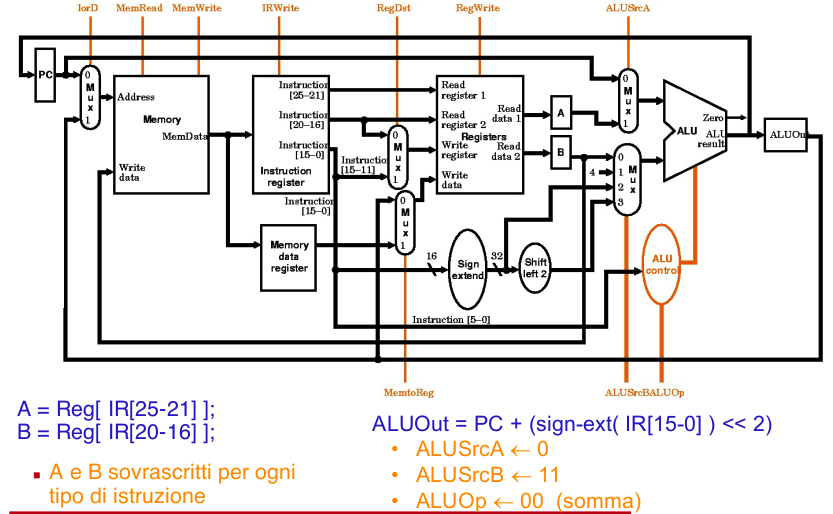 IorD MemRead MemWrite IRWrite RegDst RegWrite ALUSrcA
PC
0
M
u
x
1
Address
Memory
MemData
Write
data
Instruction
[25–21]
Instruction
[20–16]
Instruction
[15–0]
Instruction
register
Instruction
[15–11]
Instruction
[15–0]
Memory
data
register
0
M
u
x
1
0
M
u
x
1
Read
register 1
Read
register 2
Registers
Write
register
Write
data
Read
data 1
Read
data 2
A
B
16
Sign
extend
32
Shift
left 2
Instruction [5–0]
0
M
u
x
1
4
0
1
2
3
M
u
x
Zero
ALU
ALU
result
ALUOut
ALU
control
MemtoReg ALUSrcBALUOp
A = Reg[ IR[25-21] ];
B = Reg[ IR[20-16] ];
▪ A e B sovrascritti per ogni
tipo di istruzione
ALUOut = PC + (sign-ext( IR[15-0] ) << 2)
• ALUSrcA ← 0
• ALUSrcB ← 11
• ALUOp ← 00 (somma)